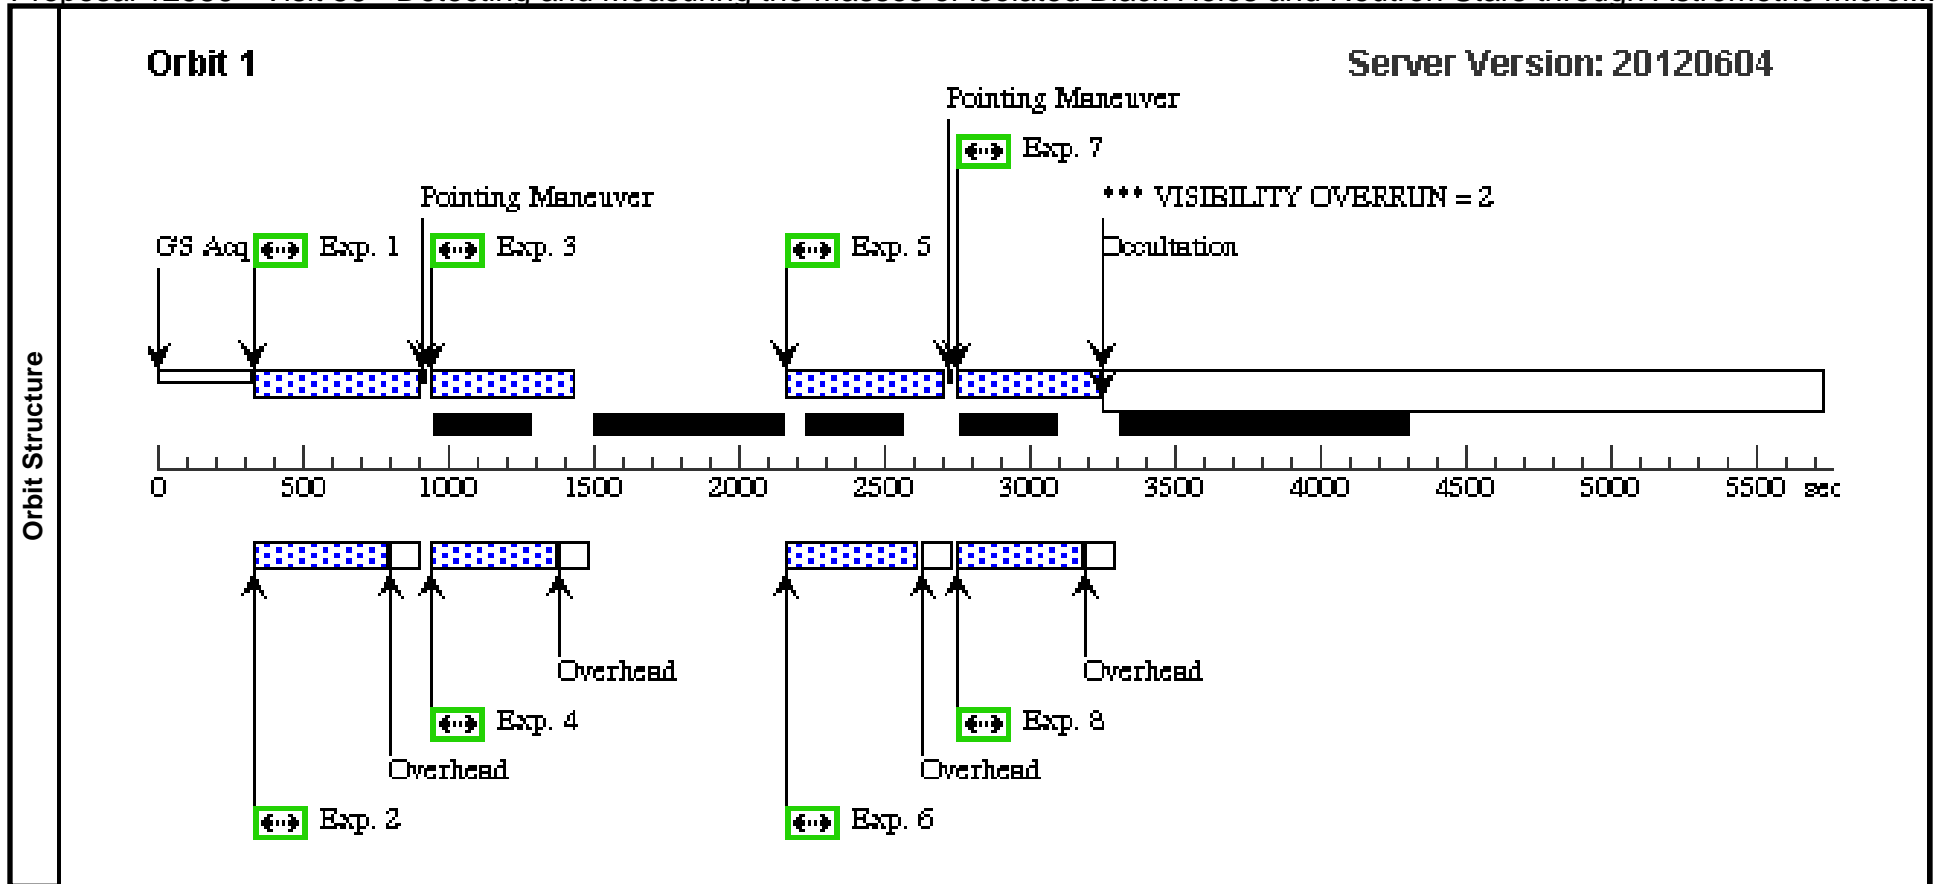 Orbit 1
Server Version: 20120604
Pointing Maneuver
Exp. 7
Pointing Maneuver
*** VISIBILITY OVERRUN = 2
GS Acq
Exp. 1
Exp. 3
Exp. 5
Occultation
Orbit Structure
0 500 1000 1500 2000 2500 3000 3500 4000 4500 5000 5500 sec
Overhead
Overhead
Exp. 4
Exp. 8
Overhead
Overhead
Exp. 2
Exp. 6